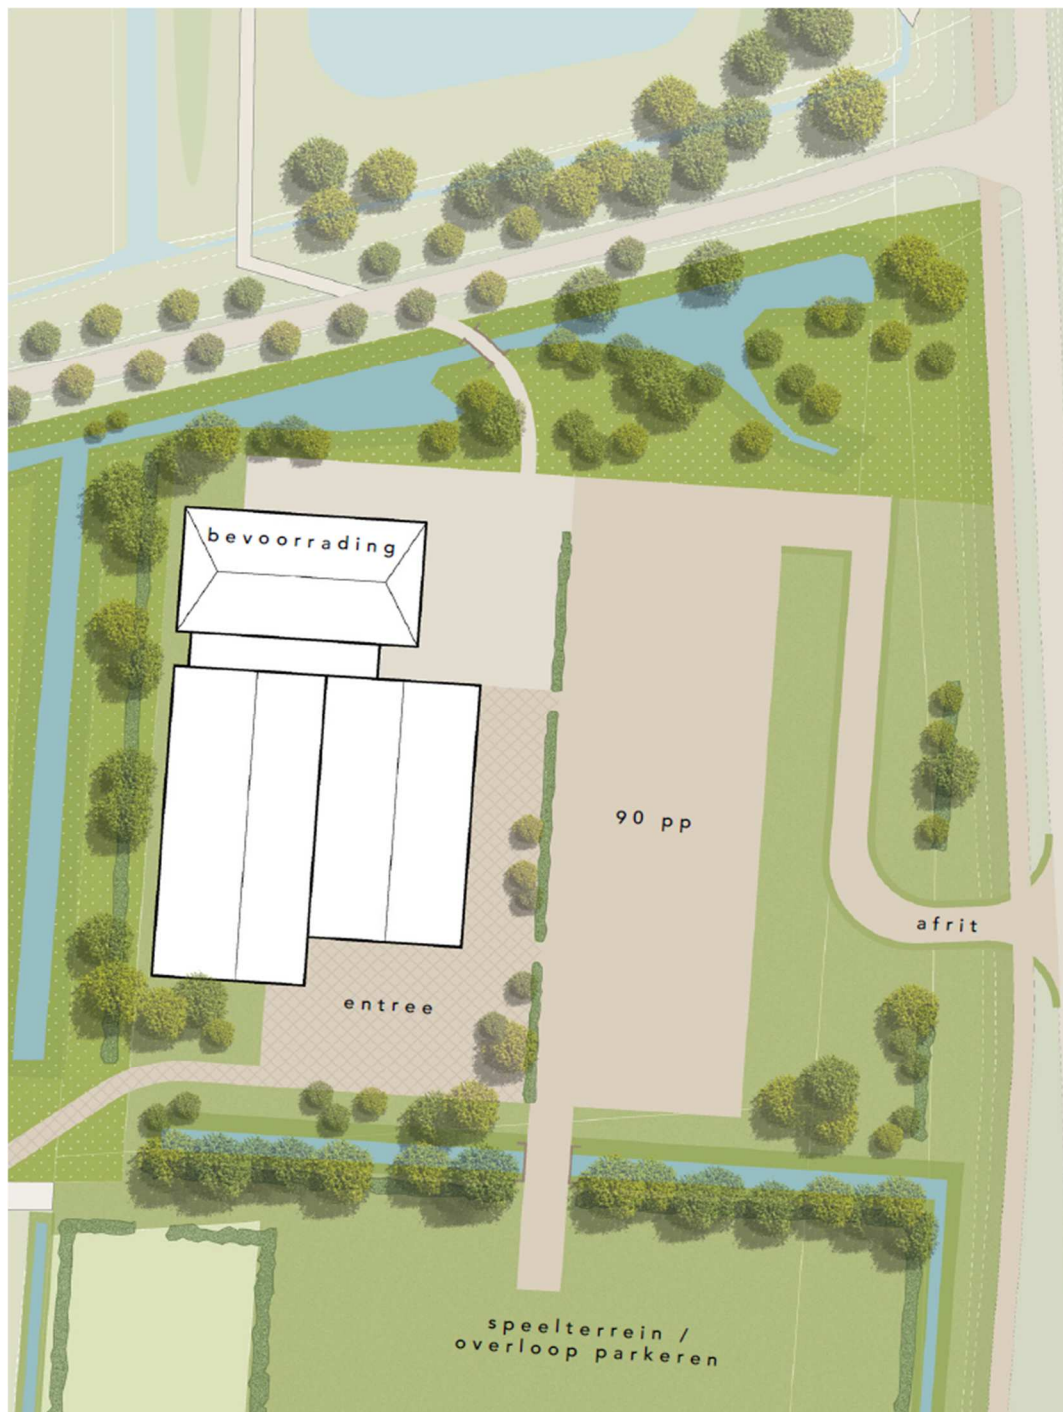 bevoorrading
90 pp
afrit
entree
speelterrein /
overloop parkeren